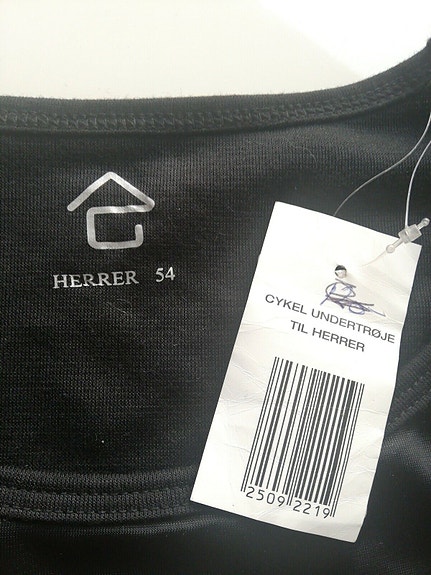 HERRER 54
CYKEL UNDERTRØJE
TIL HERRER
2509 2219